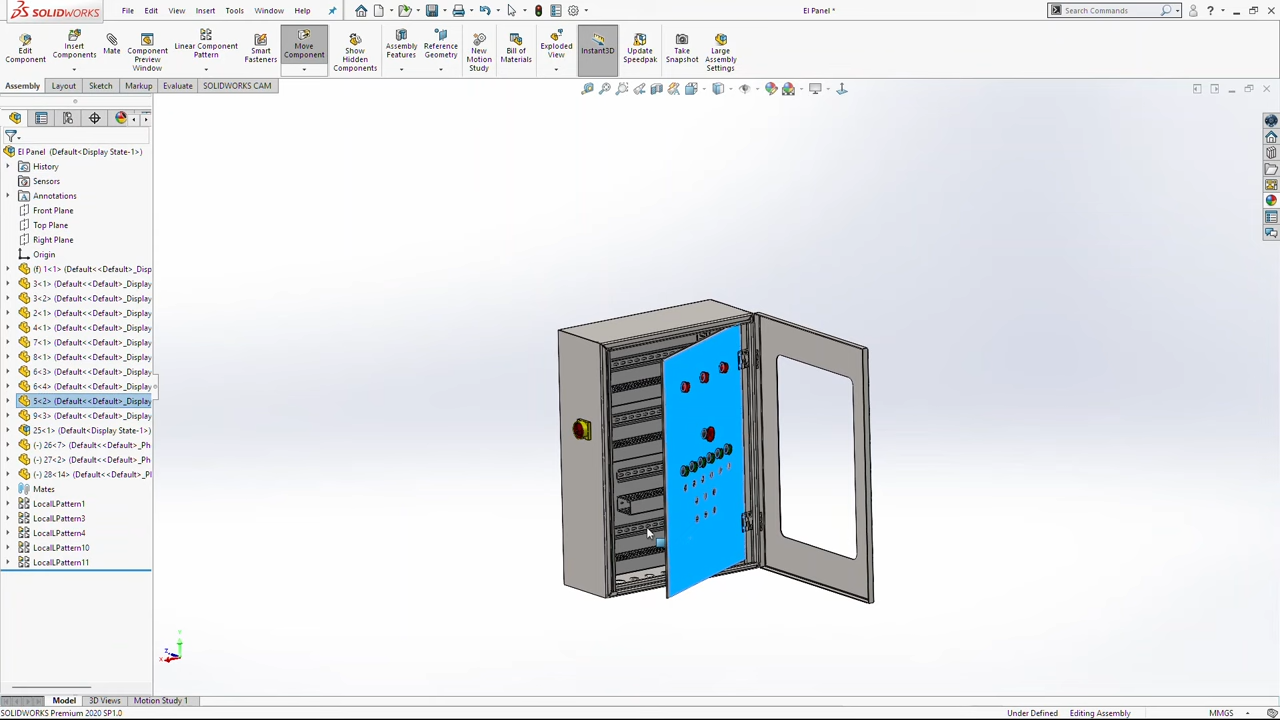 SOLIDWORKS
File
Edit
View
Insert
Tools
Window
Help
El Panel *
Search Commands
Edit Component
Insert Components
Mate
Component Preview Window
Linear Component Pattern
Smart Fasteners
Move Component
Show Hidden Components
Assembly Features
Reference Geometry
New Motion Study
Bill of Materials
Exploded View
Instant3D
Update Speedpak
Take Snapshot
Large Assembly Settings
Assembly
Layout
Sketch
Markup
Evaluate
SOLIDWORKS CAM
El Panel (Default<Display State-1>)
History
Sensors
Annotations
Front Plane
Top Plane
Right Plane
Origin
(f) 1<1> (Default<<Default>_Disp
3<1> (Default<<Default>_Display
3<2> (Default<<Default>_Display
2<1> (Default<<Default>_Display
4<1> (Default<<Default>_Display
7<1> (Default<<Default>_Display
8<1> (Default<<Default>_Display
6<3> (Default<<Default>_Display
6<4> (Default<<Default>_Display
5<2> (Default<<Default>_Display
9<3> (Default<<Default>_Display
25<1> (Default<Display State-1>)
(-) 26<7> (Default<<Default>_Ph
(-) 27<2> (Default<<Default>_Ph
(-) 28<14> (Default<<Default>_Pl
Mates
LocalLPattern1
LocalLPattern3
LocalLPattern4
LocalLPattern10
LocalLPattern11
Model
3D Views
Motion Study 1
SOLIDWORKS Premium 2020 SP1.0
Under Defined
Editing Assembly
MMGS